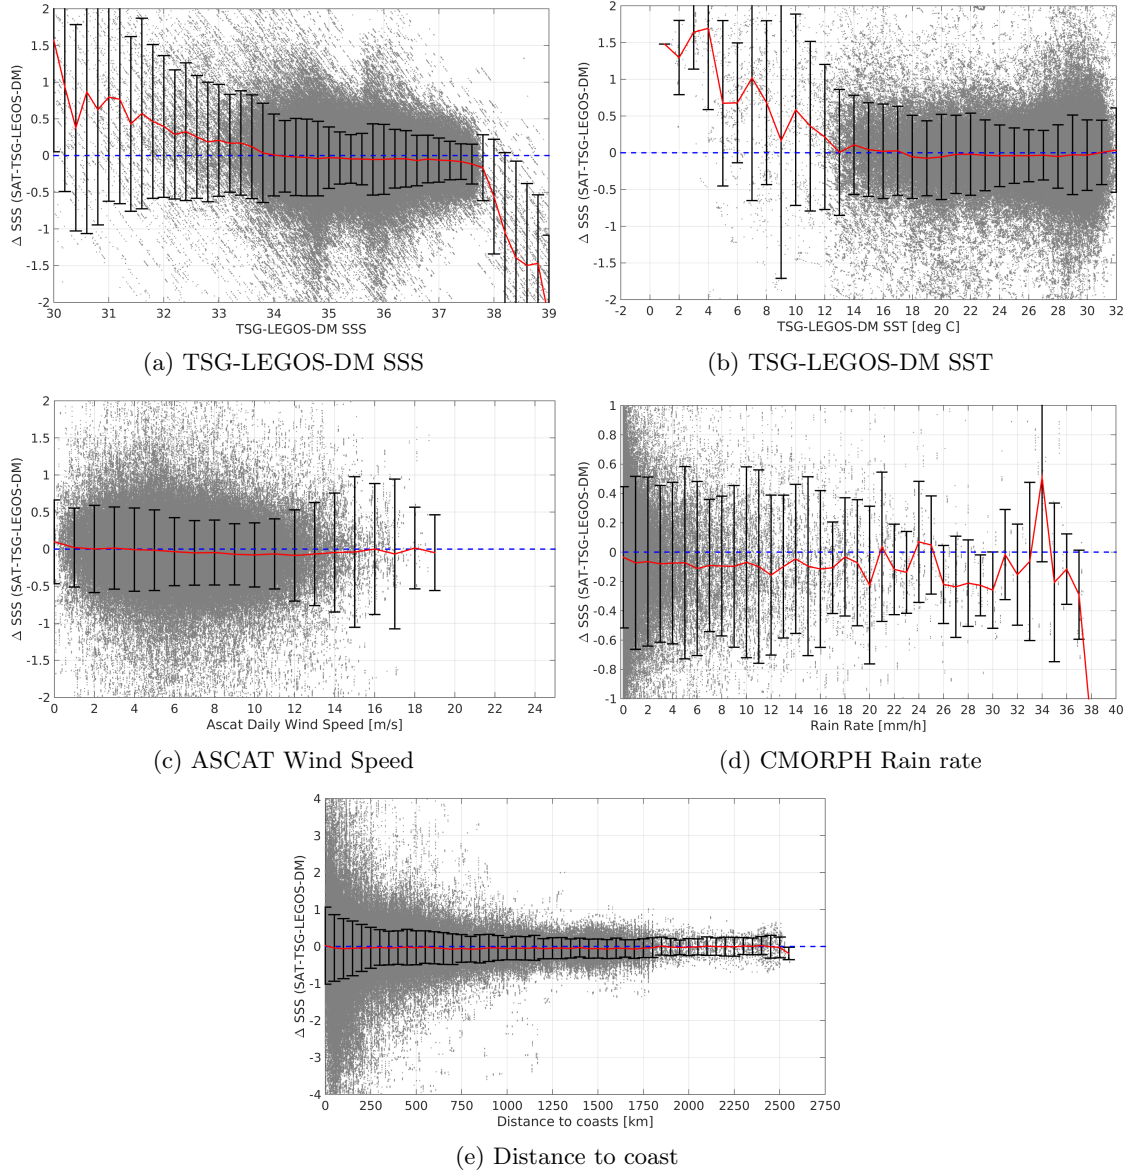 2
1.5
1
0.5
0
-0.5
-1
-1.5
-2
Δ SSS (SAT-TSG-LEGOS-DM)
30 31 32 33 34 35 36 37 38 39
TSG-LEGOS-DM SSS
(a) TSG-LEGOS-DM SSS
2
1.5
1
0.5
0
-0.5
-1
-1.5
-2
Δ SSS (SAT-TSG-LEGOS-DM)
-2 0 2 4 6 8 10 12 14 16 18 20 22 24 26 28 30 32
TSG-LEGOS-DM SST [deg C]
(b) TSG-LEGOS-DM SST
2
1.5
1
0.5
0
-0.5
-1
-1.5
-2
Δ SSS (SAT-TSG-LEGOS-DM)
0 2 4 6 8 10 12 14 16 18 20 22 24
Ascat Daily Wind Speed [m/s]
(c) ASCAT Wind Speed
1
0.8
0.6
0.4
0.2
0
-0.2
-0.4
-0.6
-0.8
-1
Δ SSS (SAT-TSG-LEGOS-DM)
0 2 4 6 8 10 12 14 16 18 20 22 24 26 28 30 32 34 36 38 40
Rain Rate [mm/h]
(d) CMORPH Rain rate
4
3
2
1
0
-1
-2
-3
-4
Δ SSS (SAT-TSG-LEGOS-DM)
0 250 500 750 1000 1250 1500 1750 2000 2250 2500 2750
Distance to coasts [km]
(e) Distance to coast